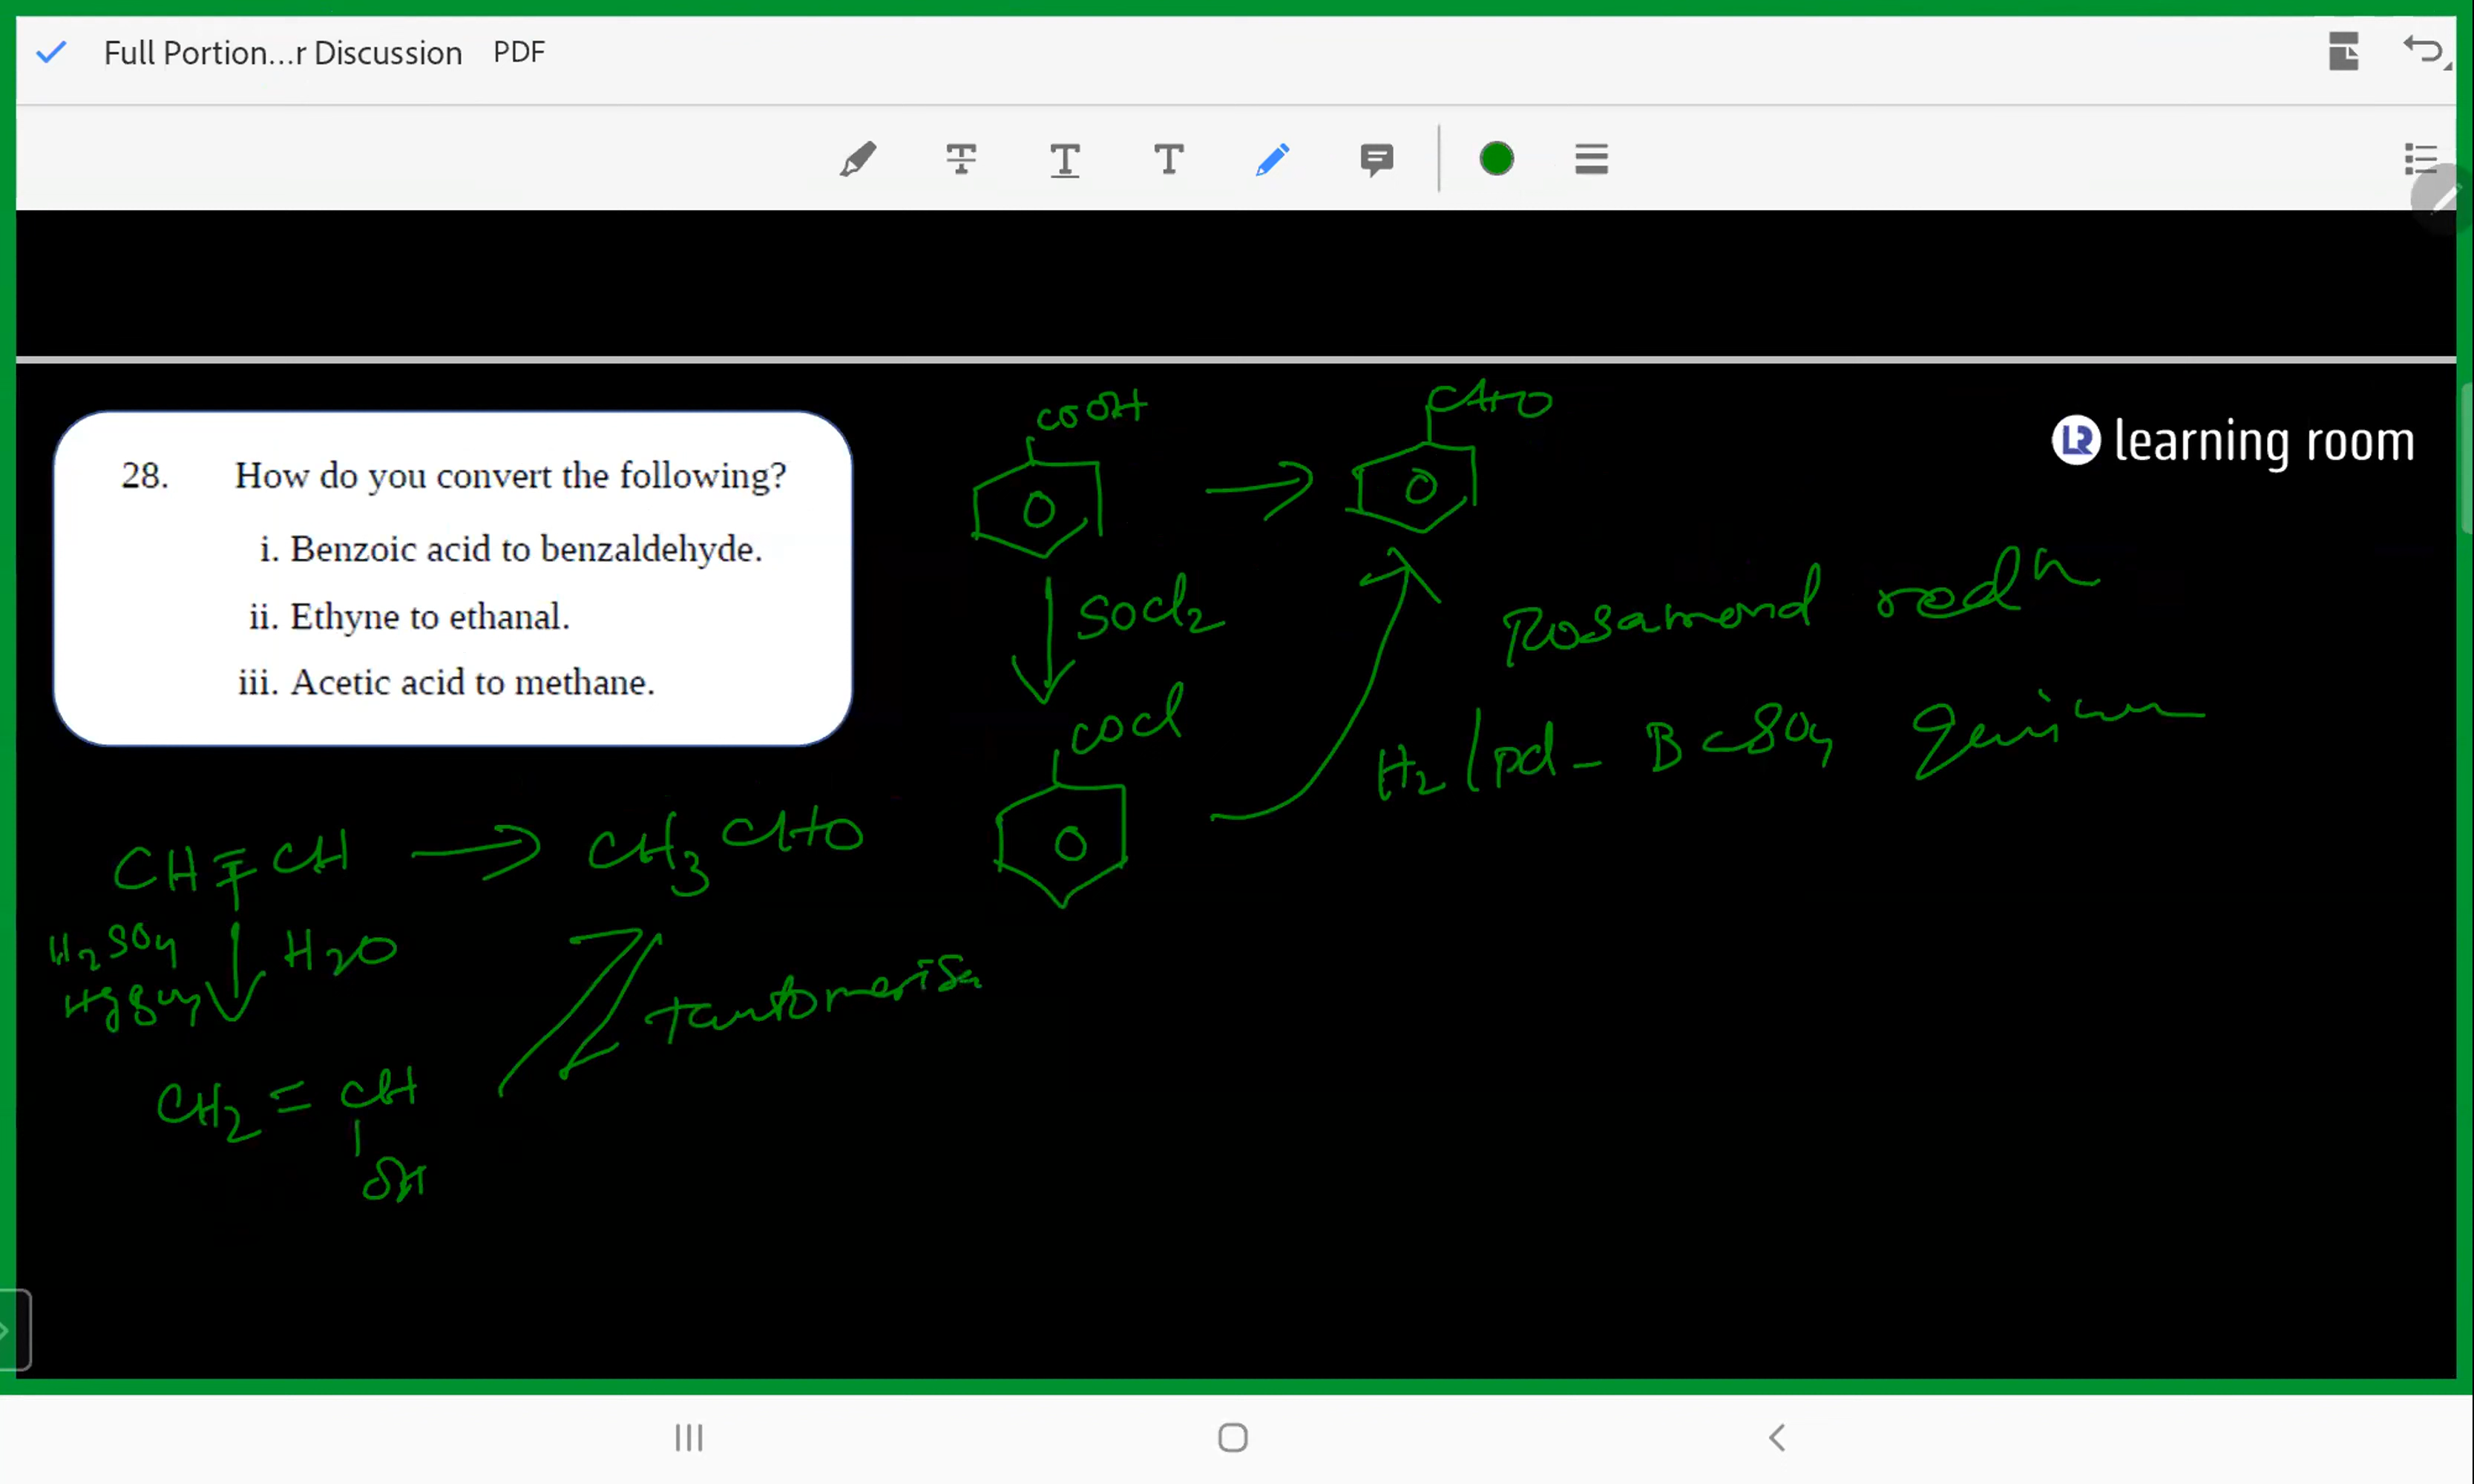 Full Portion...r Discussion PDF
learning room
28. How do you convert the following?
i. Benzoic acid to benzaldehyde.
ii. Ethyne to ethanal.
iii. Acetic acid to methane.
COOH → CHO
SOCl2
Rosamond redn
COCl
H2/pd-BaSO4
CH≡CH → CH3CHO
H2SO4 H2O
HgSO4
tautomerisn
CH2=CH
OH